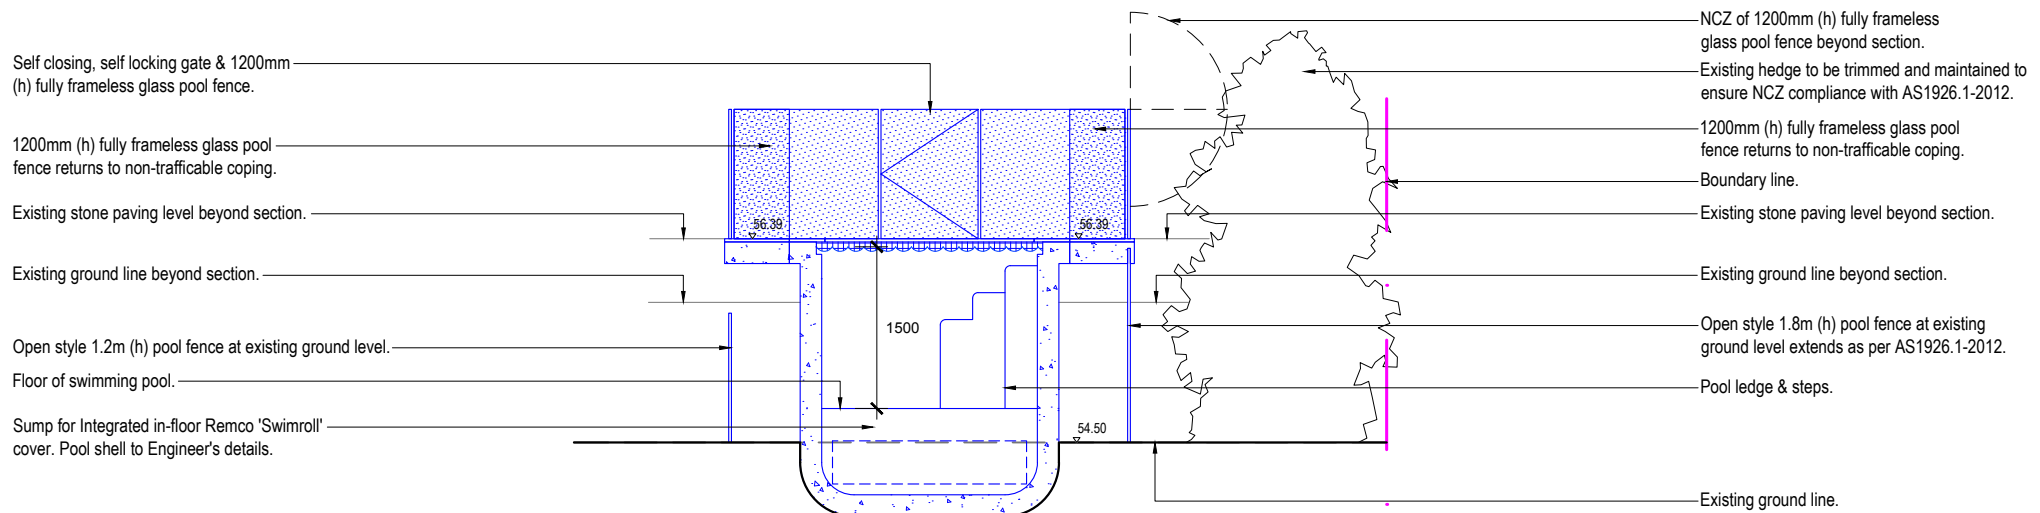 Self closing, self locking gate & 1200mm
(h) fully frameless glass pool fence.
1200mm (h) fully frameless glass pool
fence returns to non-trafficable coping.
Existing stone paving level beyond section.
Existing ground line beyond section.
Open style 1.2m (h) pool fence at existing ground level.
Floor of swimming pool.
Sump for Integrated in-floor Remco 'Swimroll'
cover. Pool shell to Engineer's details.
56.39
56.39
1500
54.50
NCZ of 1200mm (h) fully frameless
glass pool fence beyond section.
Existing hedge to be trimmed and maintained to
ensure NCZ compliance with AS1926.1-2012.
1200mm (h) fully frameless glass pool
fence returns to non-trafficable coping.
Boundary line.
Existing stone paving level beyond section.
Existing ground line beyond section.
Open style 1.8m (h) pool fence at existing
ground level extends as per AS1926.1-2012.
Pool ledge & steps.
Existing ground line.